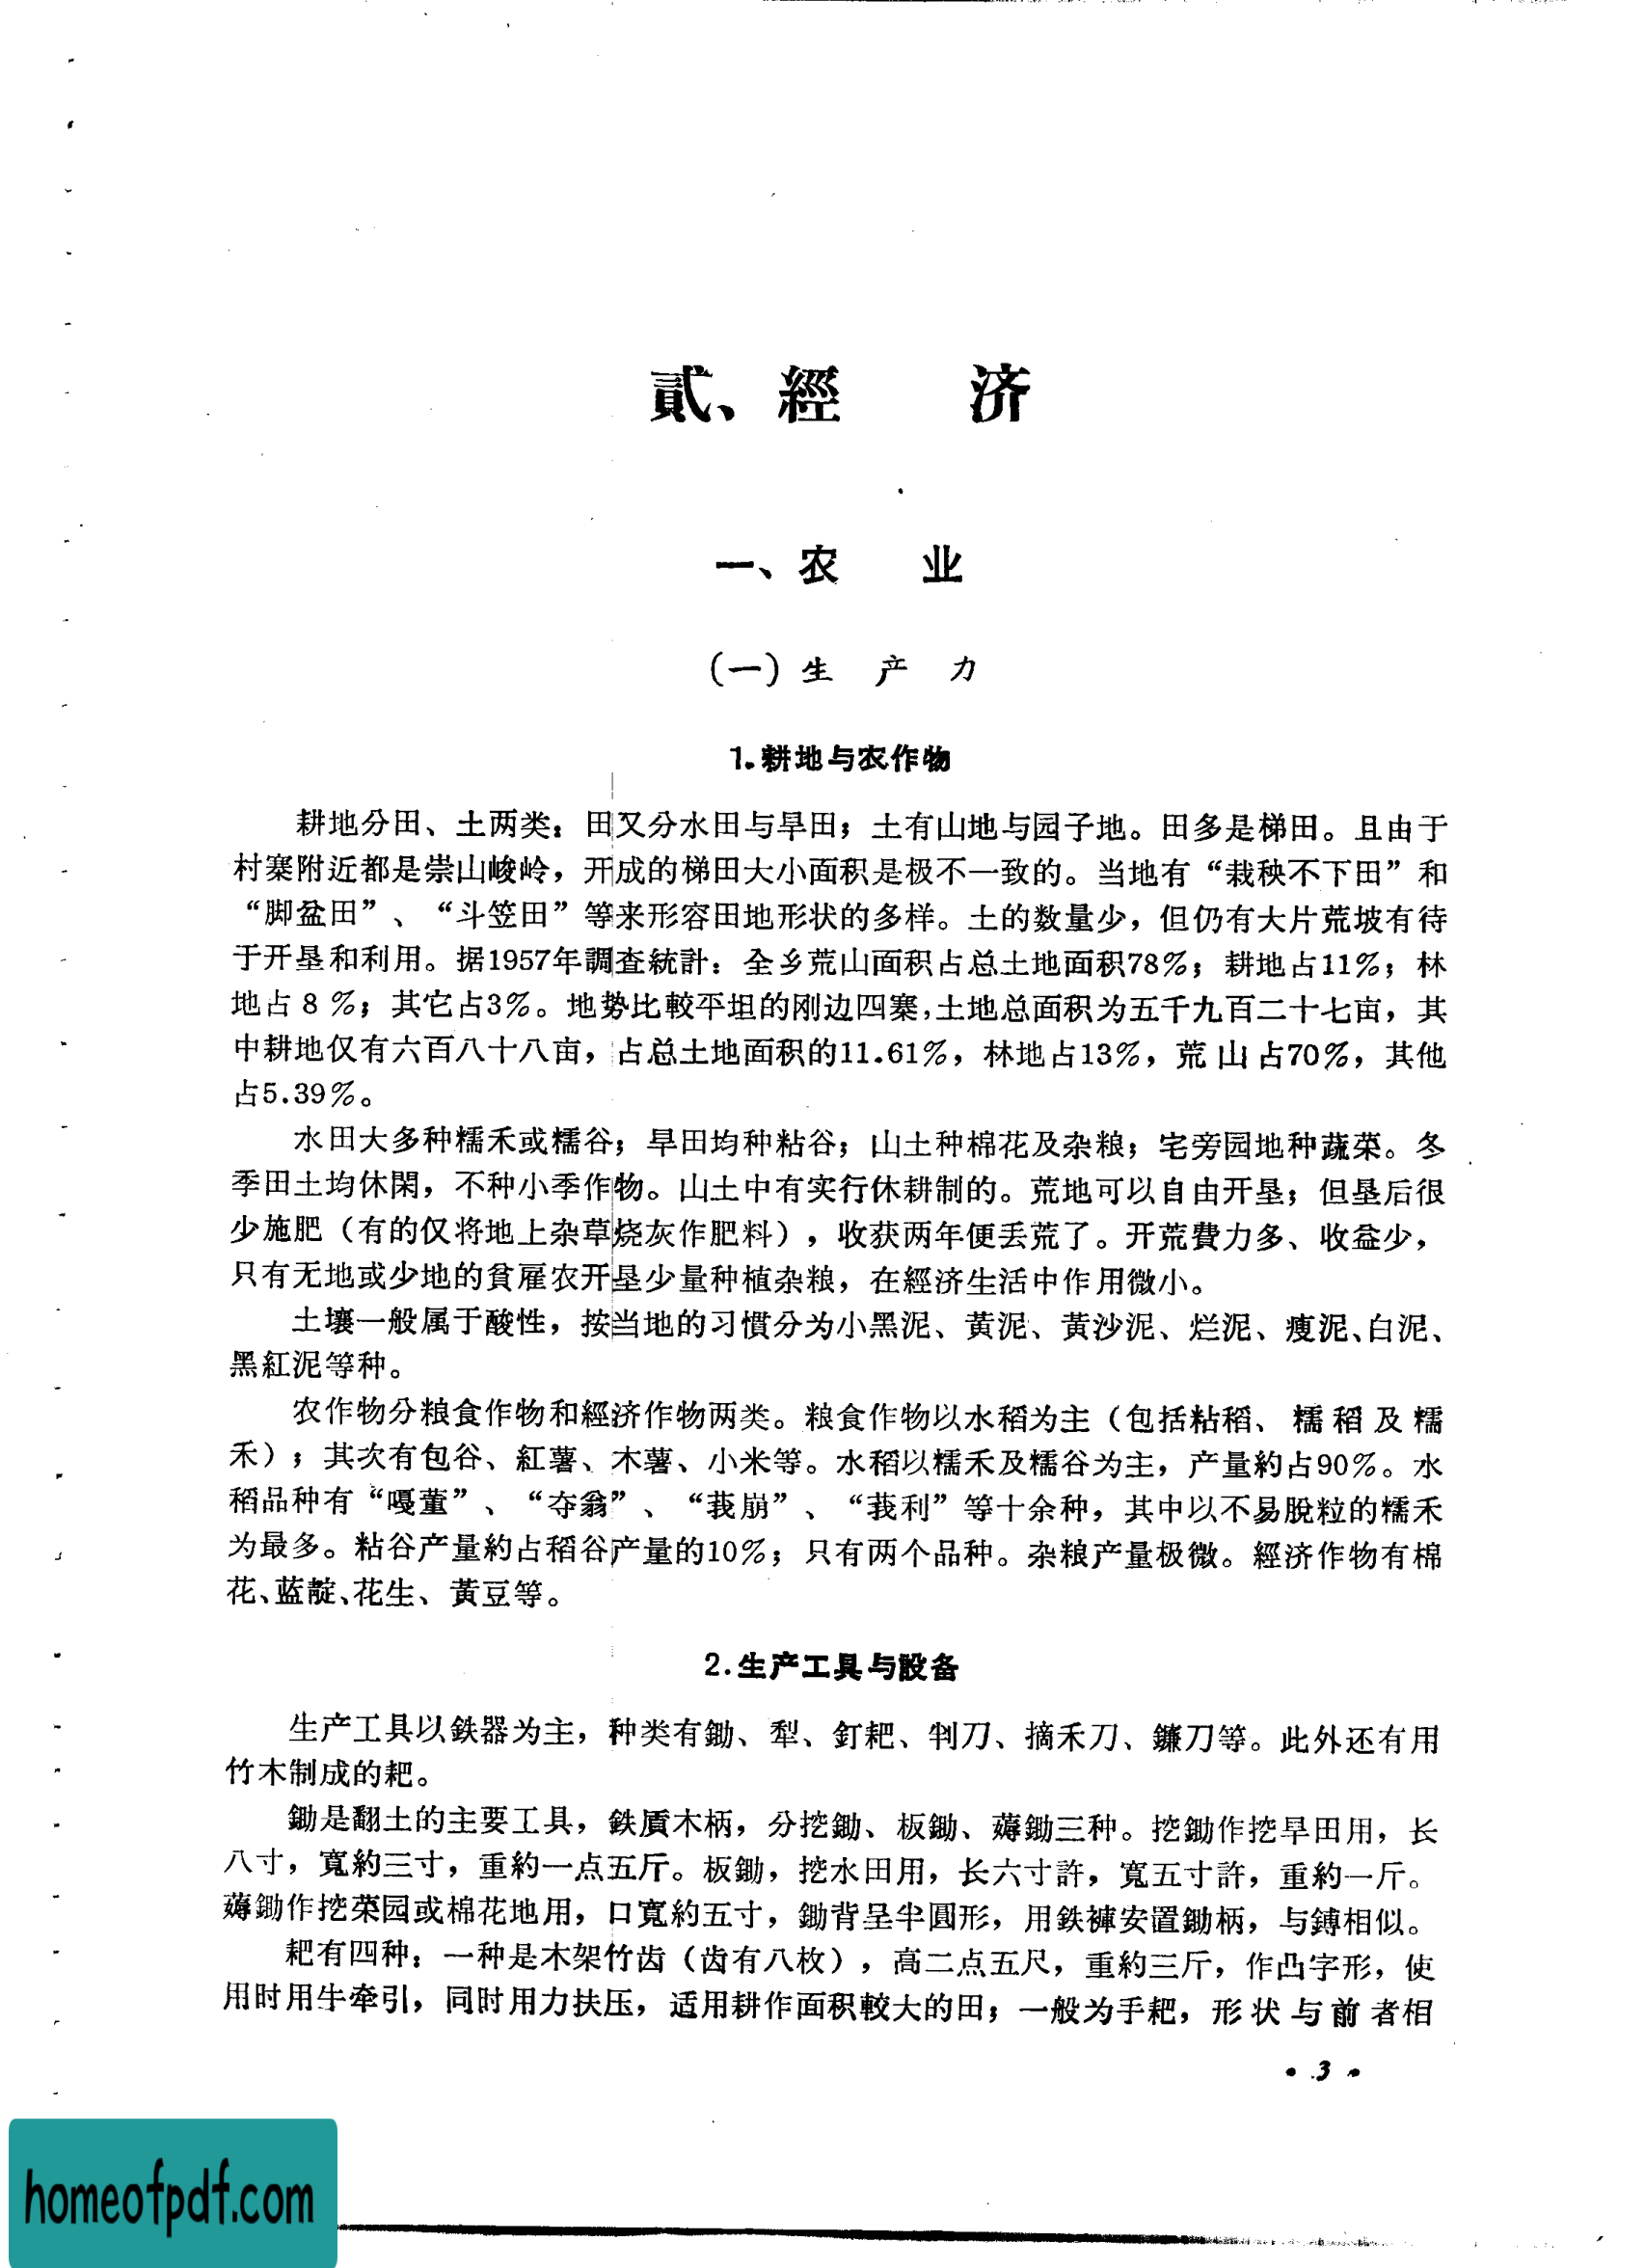 貳、經　　济
一、农　　业
(一) 生　产　力
1.耕地与农作物
耕地分田、土两类：田又分水田与旱田；土有山地与园子地。田多是梯田。且由于
村寨附近都是崇山峻岭，开成的梯田大小面积是极不一致的。当地有“栽秧不下田”和
“脚盆田”、“斗笠田”等来形容田地形状的多样。土的数量少，但仍有大片荒坡有待
于开垦和利用。据1957年調查統計：全乡荒山面积占总土地面积78%；耕地占11%；林
地占8%；其它占3%。地势比較平坦的刚边四寨，土地总面积为五千九百二十七亩，其
中耕地仅有六百八十八亩，占总土地面积的11.61%，林地占13%，荒山占70%，其他
占5.39%。
水田大多种糯禾或糯谷；旱田均种粘谷；山土种棉花及杂粮；宅旁园地种蔬菜。冬
季田土均休閑，不种小季作物。山土中有实行休耕制的。荒地可以自由开垦；但垦后很
少施肥（有的仅将地上杂草烧灰作肥料），收获两年便丢荒了。开荒費力多、收益少，
只有无地或少地的貧雇农开垦少量种植杂粮，在經济生活中作用微小。
土壤一般属于酸性，按当地的习慣分为小黑泥、黃泥、黃沙泥、烂泥、瘦泥、白泥、
黑紅泥等种。
农作物分粮食作物和經济作物两类。粮食作物以水稻为主（包括粘稻、糯稻及糯
禾）；其次有包谷、紅薯、木薯、小米等。水稻以糯禾及糯谷为主，产量約占90%。水
稻品种有“嘎董”、“夺翁”、“莪崩”、“莪利”等十余种，其中以不易脫粒的糯禾
为最多。粘谷产量約占稻谷产量的10%；只有两个品种。杂粮产量极微。經济作物有棉
花、蓝靛、花生、黃豆等。
2.生产工具与設备
生产工具以鉄器为主，种类有鋤、犁、釘耙、刈刀、摘禾刀、鐮刀等。此外还有用
竹木制成的耙。
鋤是翻土的主要工具，鉄質木柄，分挖鋤、板鋤、薅鋤三种。挖鋤作挖旱田用，长
八寸，寬約三寸，重約一点五斤。板鋤，挖水田用，长六寸許，寬五寸許，重約一斤。
薅鋤作挖菜园或棉花地用，口寬約五寸，鋤背呈半圓形，用鉄褲安置鋤柄，与鎛相似。
耙有四种：一种是木架竹齿（齿有八枚），高二点五尺，重約三斤，作凸字形，使
用时用牛牵引，同时用力扶压，适用耕作面积較大的田；一般为手耙，形状与前者相
• 3 •
homeofpdf.com